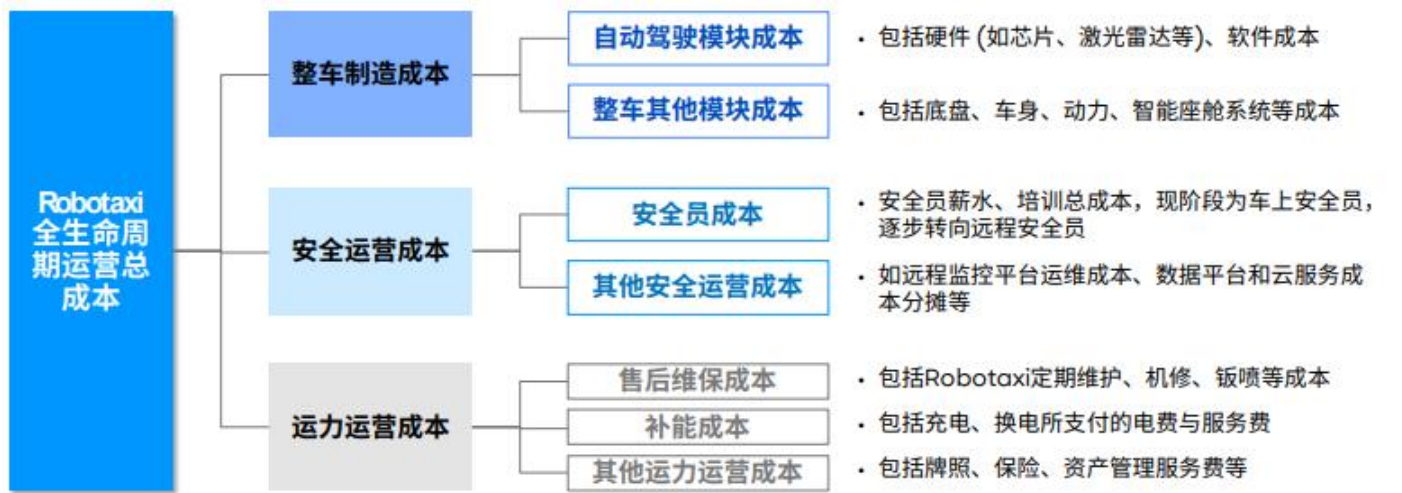 Robotaxi
全生命周
期运营总
成本
整车制造成本
自动驾驶模块成本
• 包括硬件 (如芯片、激光雷达等)、软件成本
整车其他模块成本
• 包括底盘、车身、动力、智能座舱系统等成本
安全运营成本
安全员成本
• 安全员薪水、培训总成本，现阶段为车上安全员，
逐步转向远程安全员
其他安全运营成本
• 如远程监控平台运维成本、数据平台和云服务成
本分摊等
运力运营成本
售后维保成本
• 包括Robotaxi定期维护、机修、钣喷等成本
补能成本
• 包括充电、换电所支付的电费与服务费
其他运力运营成本
• 包括牌照、保险、资产管理服务费等